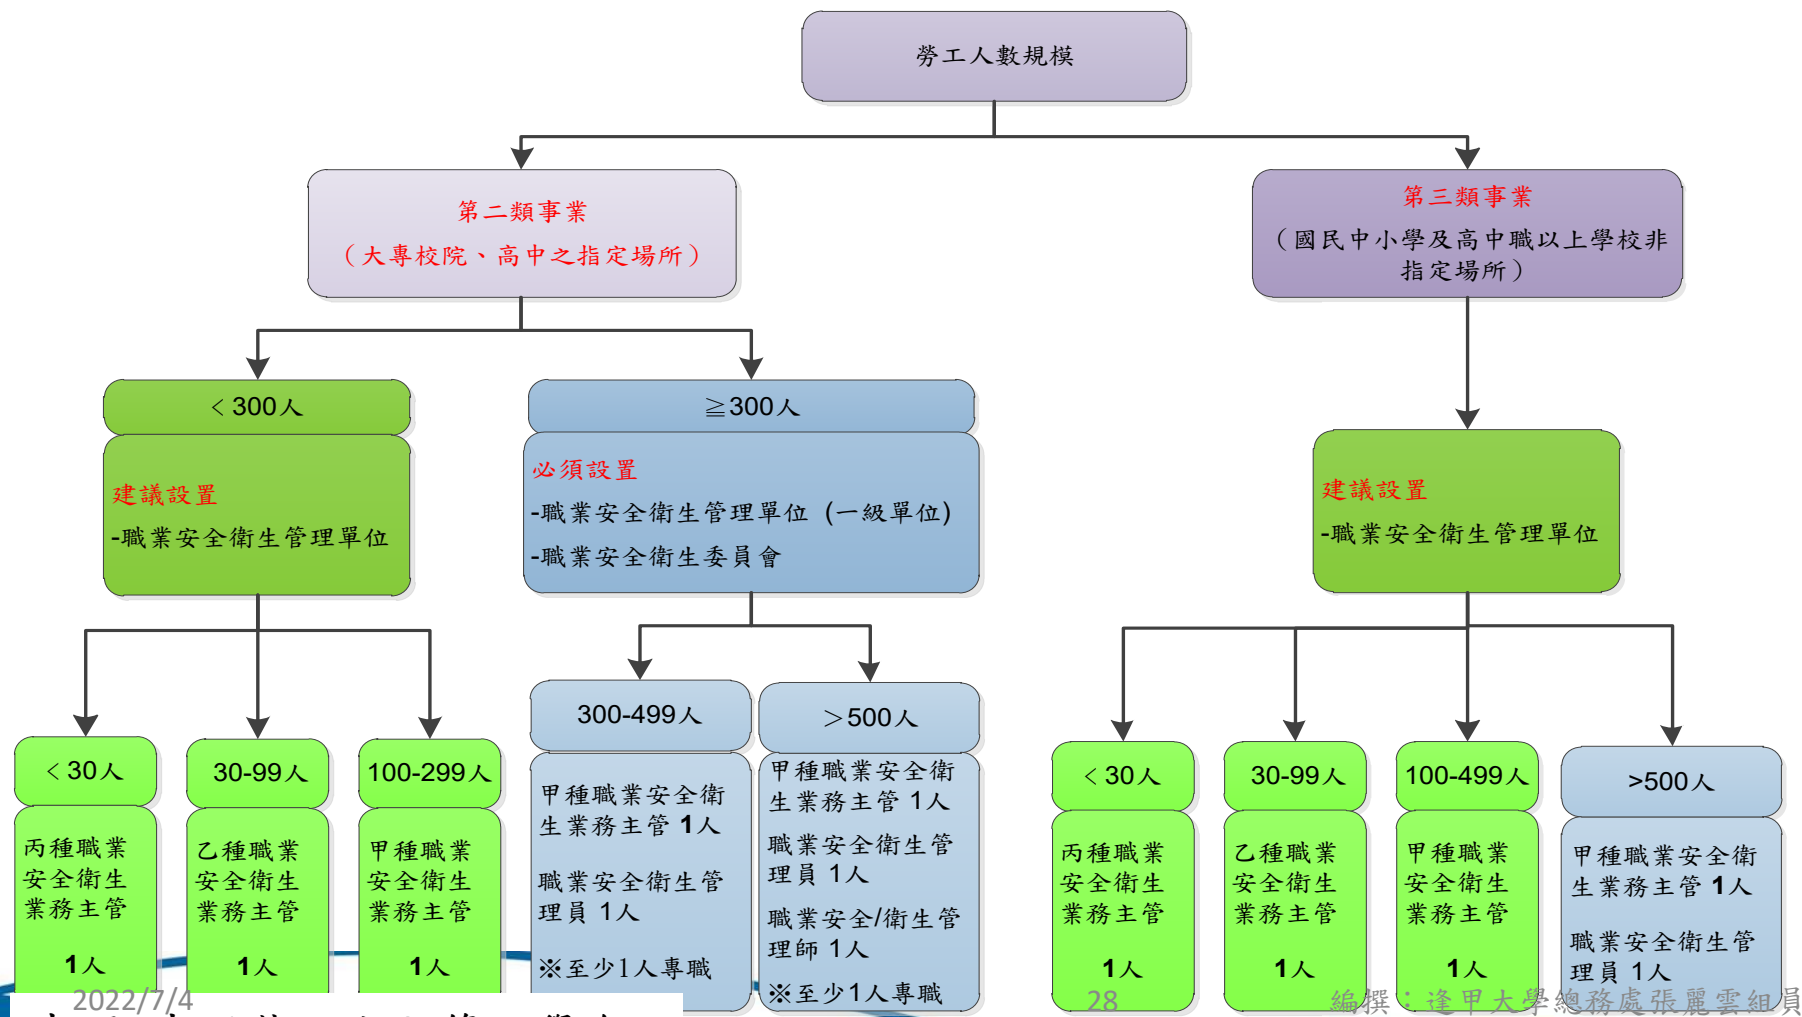 勞工人數規模
第二類事業
（大專校院、高中之指定場所）
第三類事業
（國民中小學及高中職以上學校非
指定場所）
＜300人
建議設置
-職業安全衛生管理單位
≧300人
必須設置
-職業安全衛生管理單位 (一級單位)
-職業安全衛生委員會
建議設置
-職業安全衛生管理單位
＜30人
丙種職業
安全衛生
業務主管
1人
30-99人
乙種職業
安全衛生
業務主管
1人
100-299人
甲種職業
安全衛生
業務主管
1人
300-499人
甲種職業安全衛
生業務主管 1人
職業安全衛生管
理員 1人
※至少1人專職
＞500人
甲種職業安全衛
生業務主管 1人
職業安全衛生管
理員 1人
職業安全/衛生管
理師 1人
※至少1人專職
＜30人
丙種職業
安全衛生
業務主管
1人
30-99人
乙種職業
安全衛生
業務主管
1人
100-499人
甲種職業
安全衛生
業務主管
1人
>500人
甲種職業安全衛
生業務主管 1人
職業安全衛生管
理員 1人
2022/7/4
28
編撰：逢甲大學總務處張麗雲組員